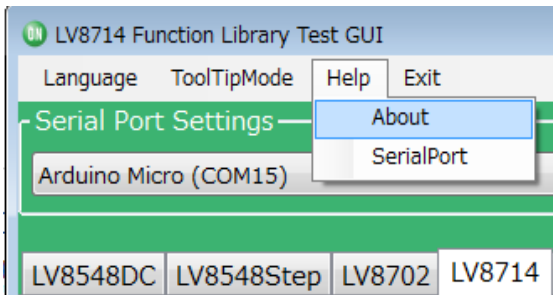 ON LV8714 Function Library Test GUI
Language ToolTipMode Help Exit
Serial Port Settings
About
SerialPort
Arduino Micro (COM15)
LV8548DC LV8548Step LV8702 LV8714